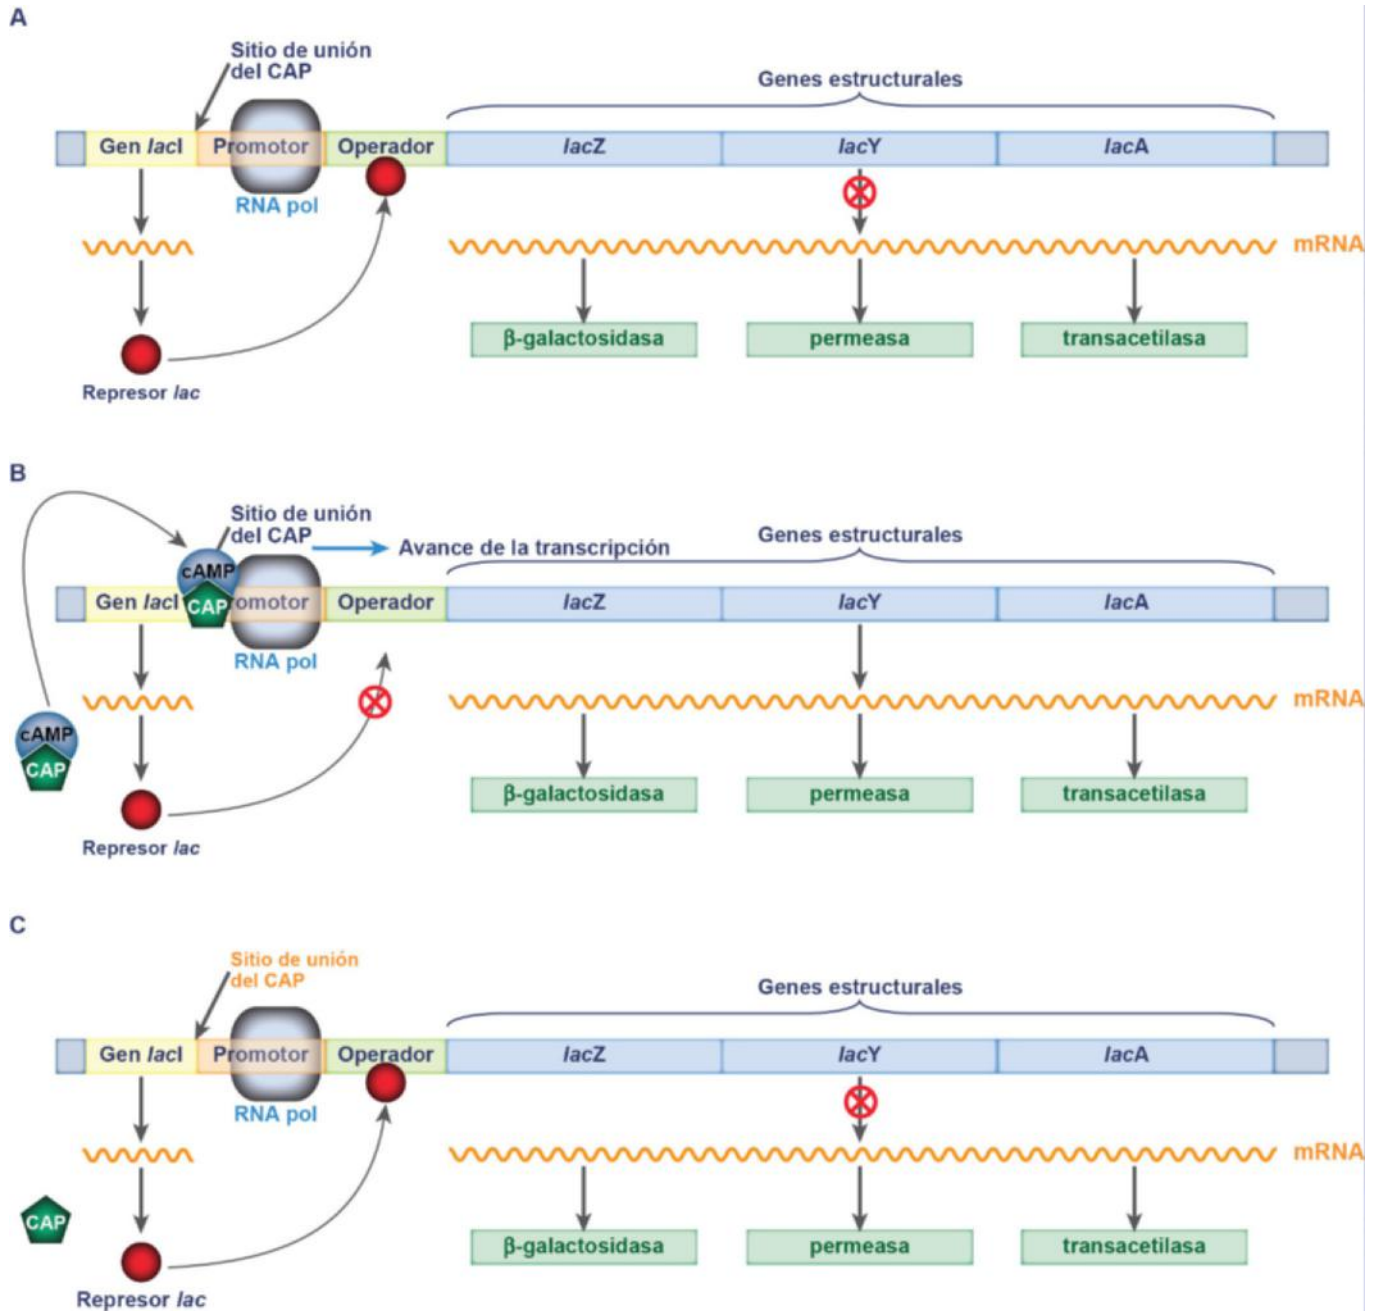 A
Sitio de unión
del CAP
Genes estructurales
Gen lacI
Promotor
Operador
lacZ
lacY
lacA
RNA pol
mRNA
β-galactosidasa
permeasa
transacetilasa
Represor lac
B
Sitio de unión
del CAP
Avance de la transcripción
Genes estructurales
cAMP
CAP
Gen lacI
omotor
Operador
lacZ
lacY
lacA
RNA pol
mRNA
cAMP
CAP
β-galactosidasa
permeasa
transacetilasa
Represor lac
C
Sitio de unión
del CAP
Genes estructurales
Gen lacI
Promotor
Operador
lacZ
lacY
lacA
RNA pol
mRNA
CAP
β-galactosidasa
permeasa
transacetilasa
Represor lac